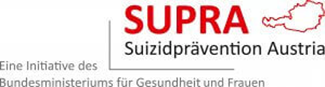 SUPRA
Suizidprävention Austria
Eine Initiative des
Bundesministeriums für Gesundheit und Frauen